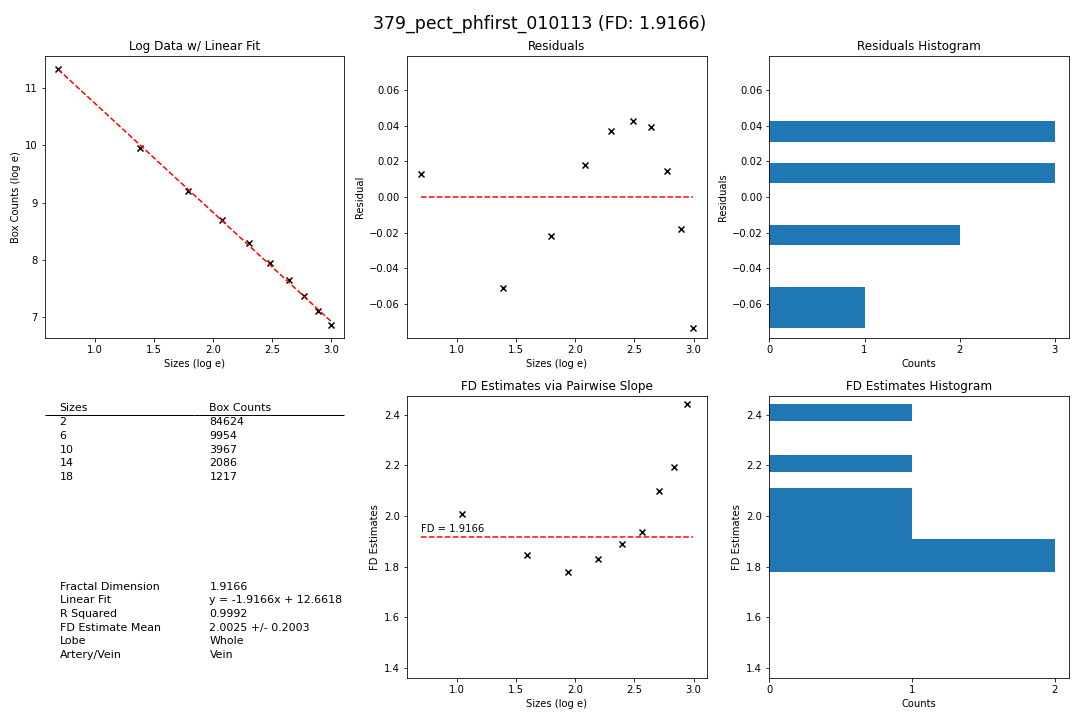 379_pect_phfirst_010113 (FD: 1.9166)
Log Data w/ Linear Fit
Box Counts (log e)
11
10
9
8
7
1.0 1.5 2.0 2.5 3.0
Sizes (log e)
Residuals
Residual
0.06
0.04
0.02
0.00
−0.02
−0.04
−0.06
1.0 1.5 2.0 2.5 3.0
Sizes (log e)
Residuals Histogram
Residuals
0.06
0.04
0.02
0.00
−0.02
−0.04
−0.06
0 1 2 3
Counts
Sizes Box Counts
2 84624
6 9954
10 3967
14 2086
18 1217
Fractal Dimension 1.9166
Linear Fit y = -1.9166x + 12.6618
R Squared 0.9992
FD Estimate Mean 2.0025 +/- 0.2003
Lobe Whole
Artery/Vein Vein
FD Estimates via Pairwise Slope
FD Estimates
2.4
2.2
2.0
1.8
1.6
1.4
FD = 1.9166
1.0 1.5 2.0 2.5 3.0
Sizes (log e)
FD Estimates Histogram
FD Estimates
2.4
2.2
2.0
1.8
1.6
1.4
0 1 2
Counts